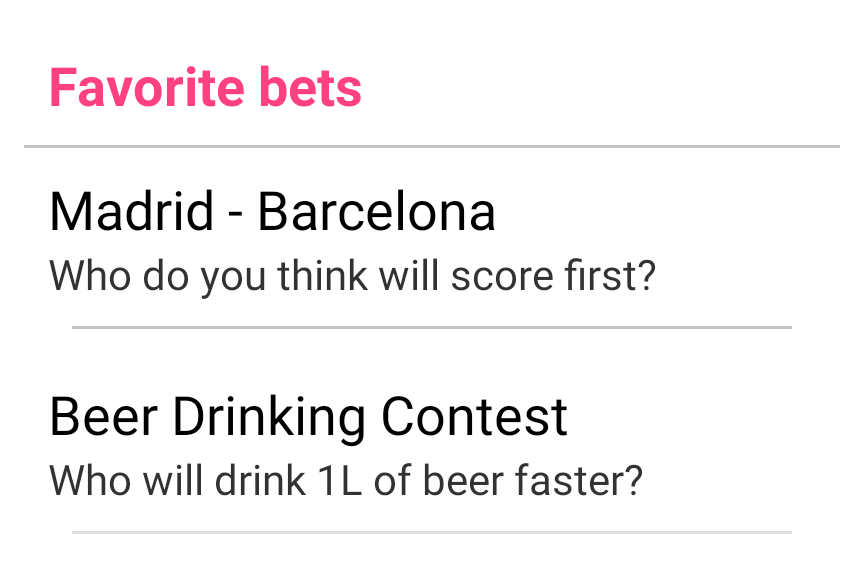 Favorite bets
Madrid - Barcelona
Who do you think will score first?
Beer Drinking Contest
Who will drink 1L of beer faster?